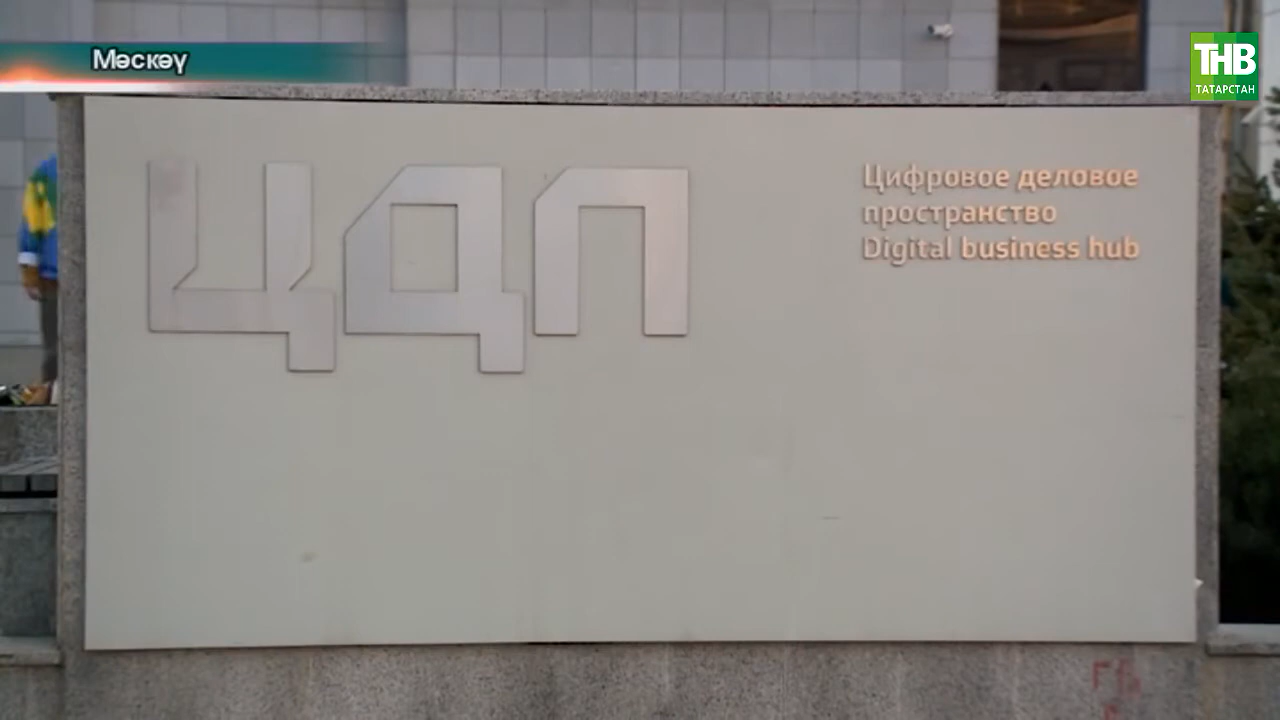 Мәскәү
ТНВ
ТАТАРСТАН
ЦДП
Цифровое деловое
пространство
Digital business hub